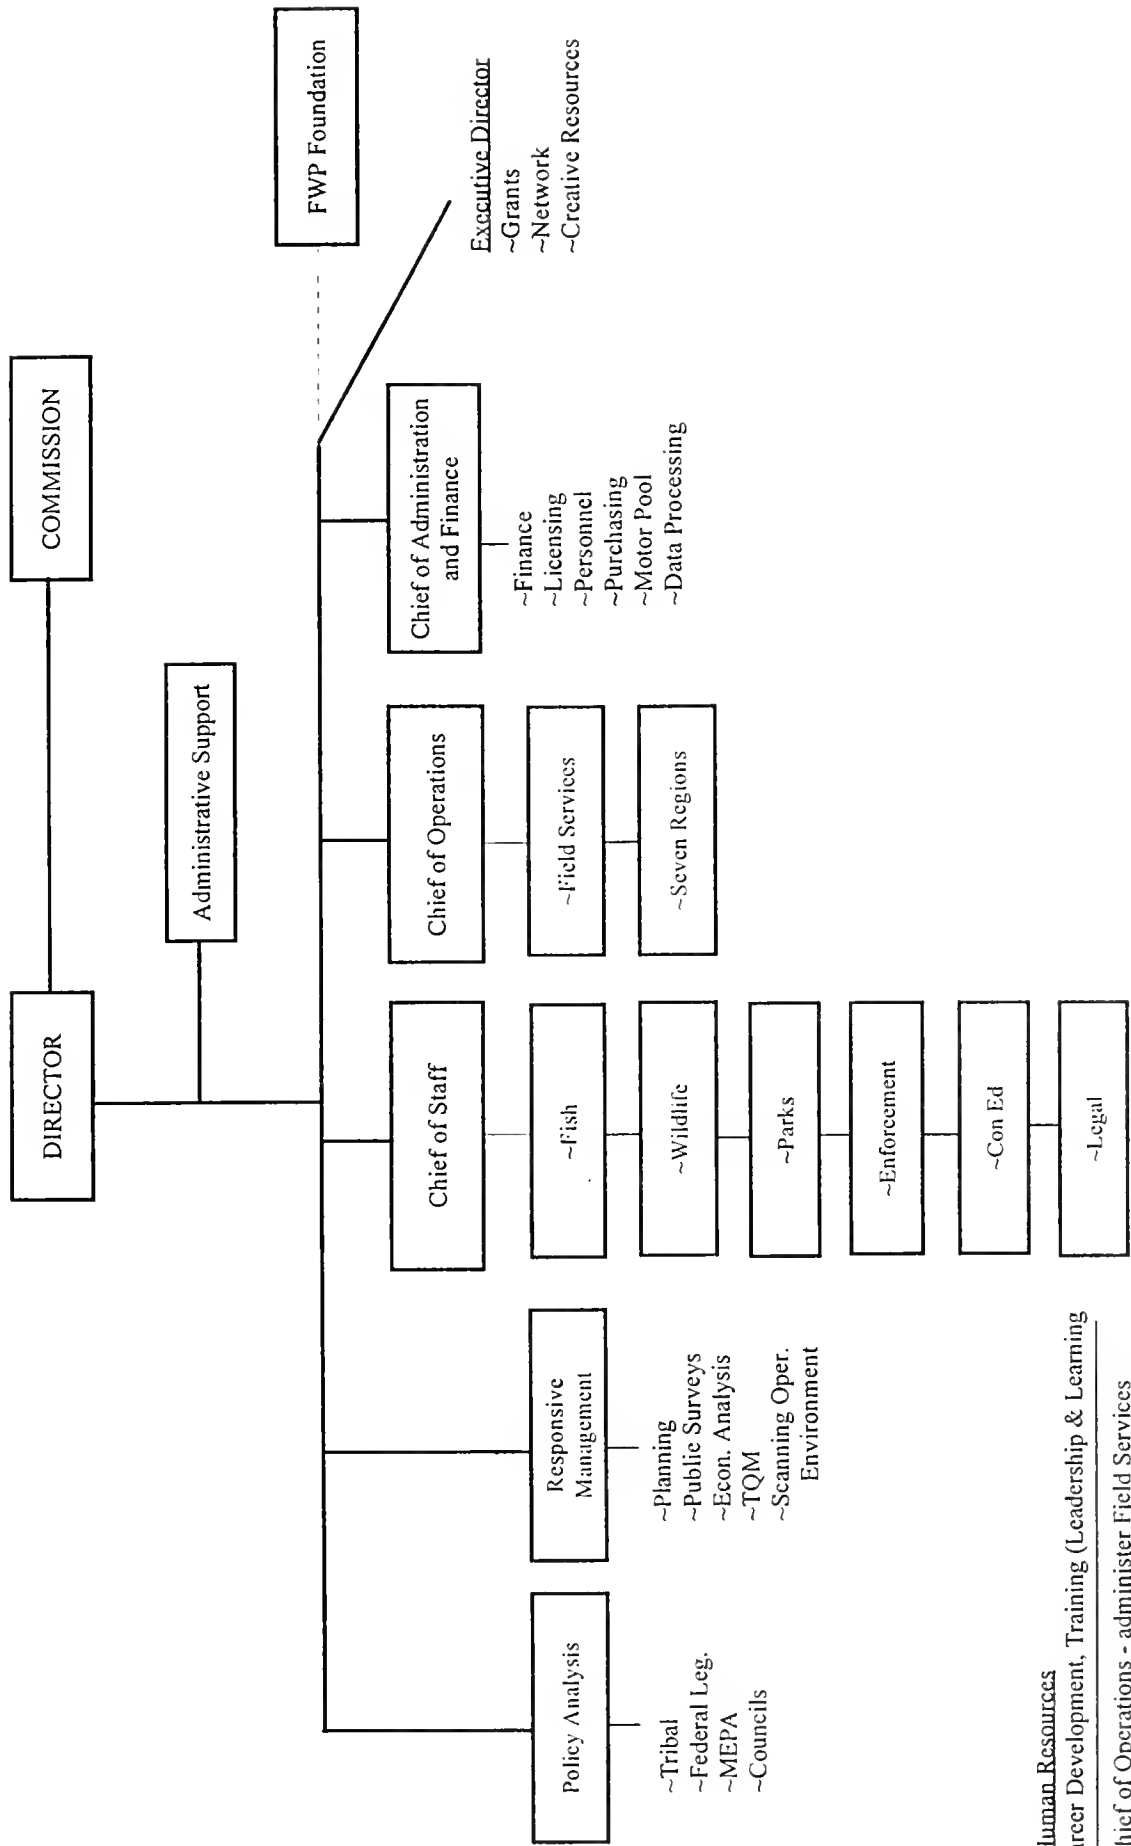 DIRECTOR
COMMISSION
Administrative Support
FWP Foundation
Executive Director
~Grants
~Network
~Creative Resources
Policy Analysis
~Tribal
~Federal Leg.
~MEPA
~Councils
Responsive
Management
~Planning
~Public Surveys
~Econ. Analysis
~TQM
~Scanning Oper.
Environment
Chief of Staff
~Fish
~Wildlife
~Parks
~Enforcement
~Con Ed
~Legal
Chief of Operations
~Field Services
~Seven Regions
Chief of Administration
and Finance
~Finance
~Licensing
~Personnel
~Purchasing
~Motor Pool
~Data Processing
Resources
Development, Training (Leadership & Learning
of Operations - administer Field Services